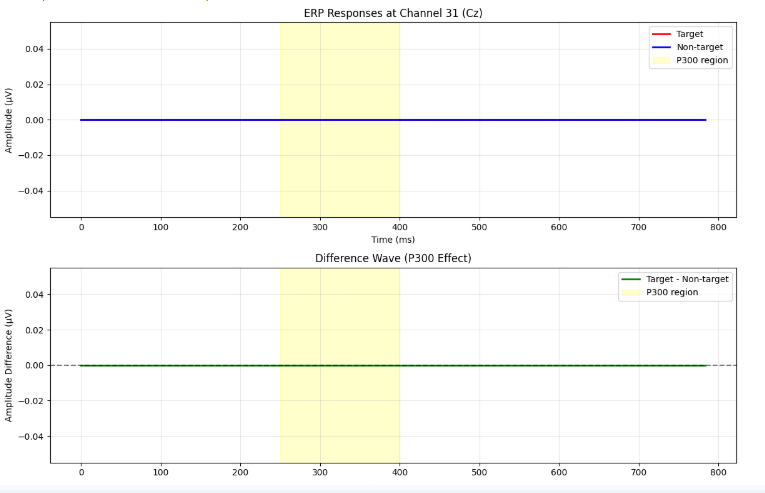 ERP Responses at Channel 31 (Cz)
Target
Non-target
P300 region
Amplitude (μV)
0.04
0.02
0.00
−0.02
−0.04
0 100 200 300 400 500 600 700 800
Time (ms)
Difference Wave (P300 Effect)
Target - Non-target
P300 region
Amplitude Difference (μV)
0.04
0.02
0.00
−0.02
−0.04
0 100 200 300 400 500 600 700 800